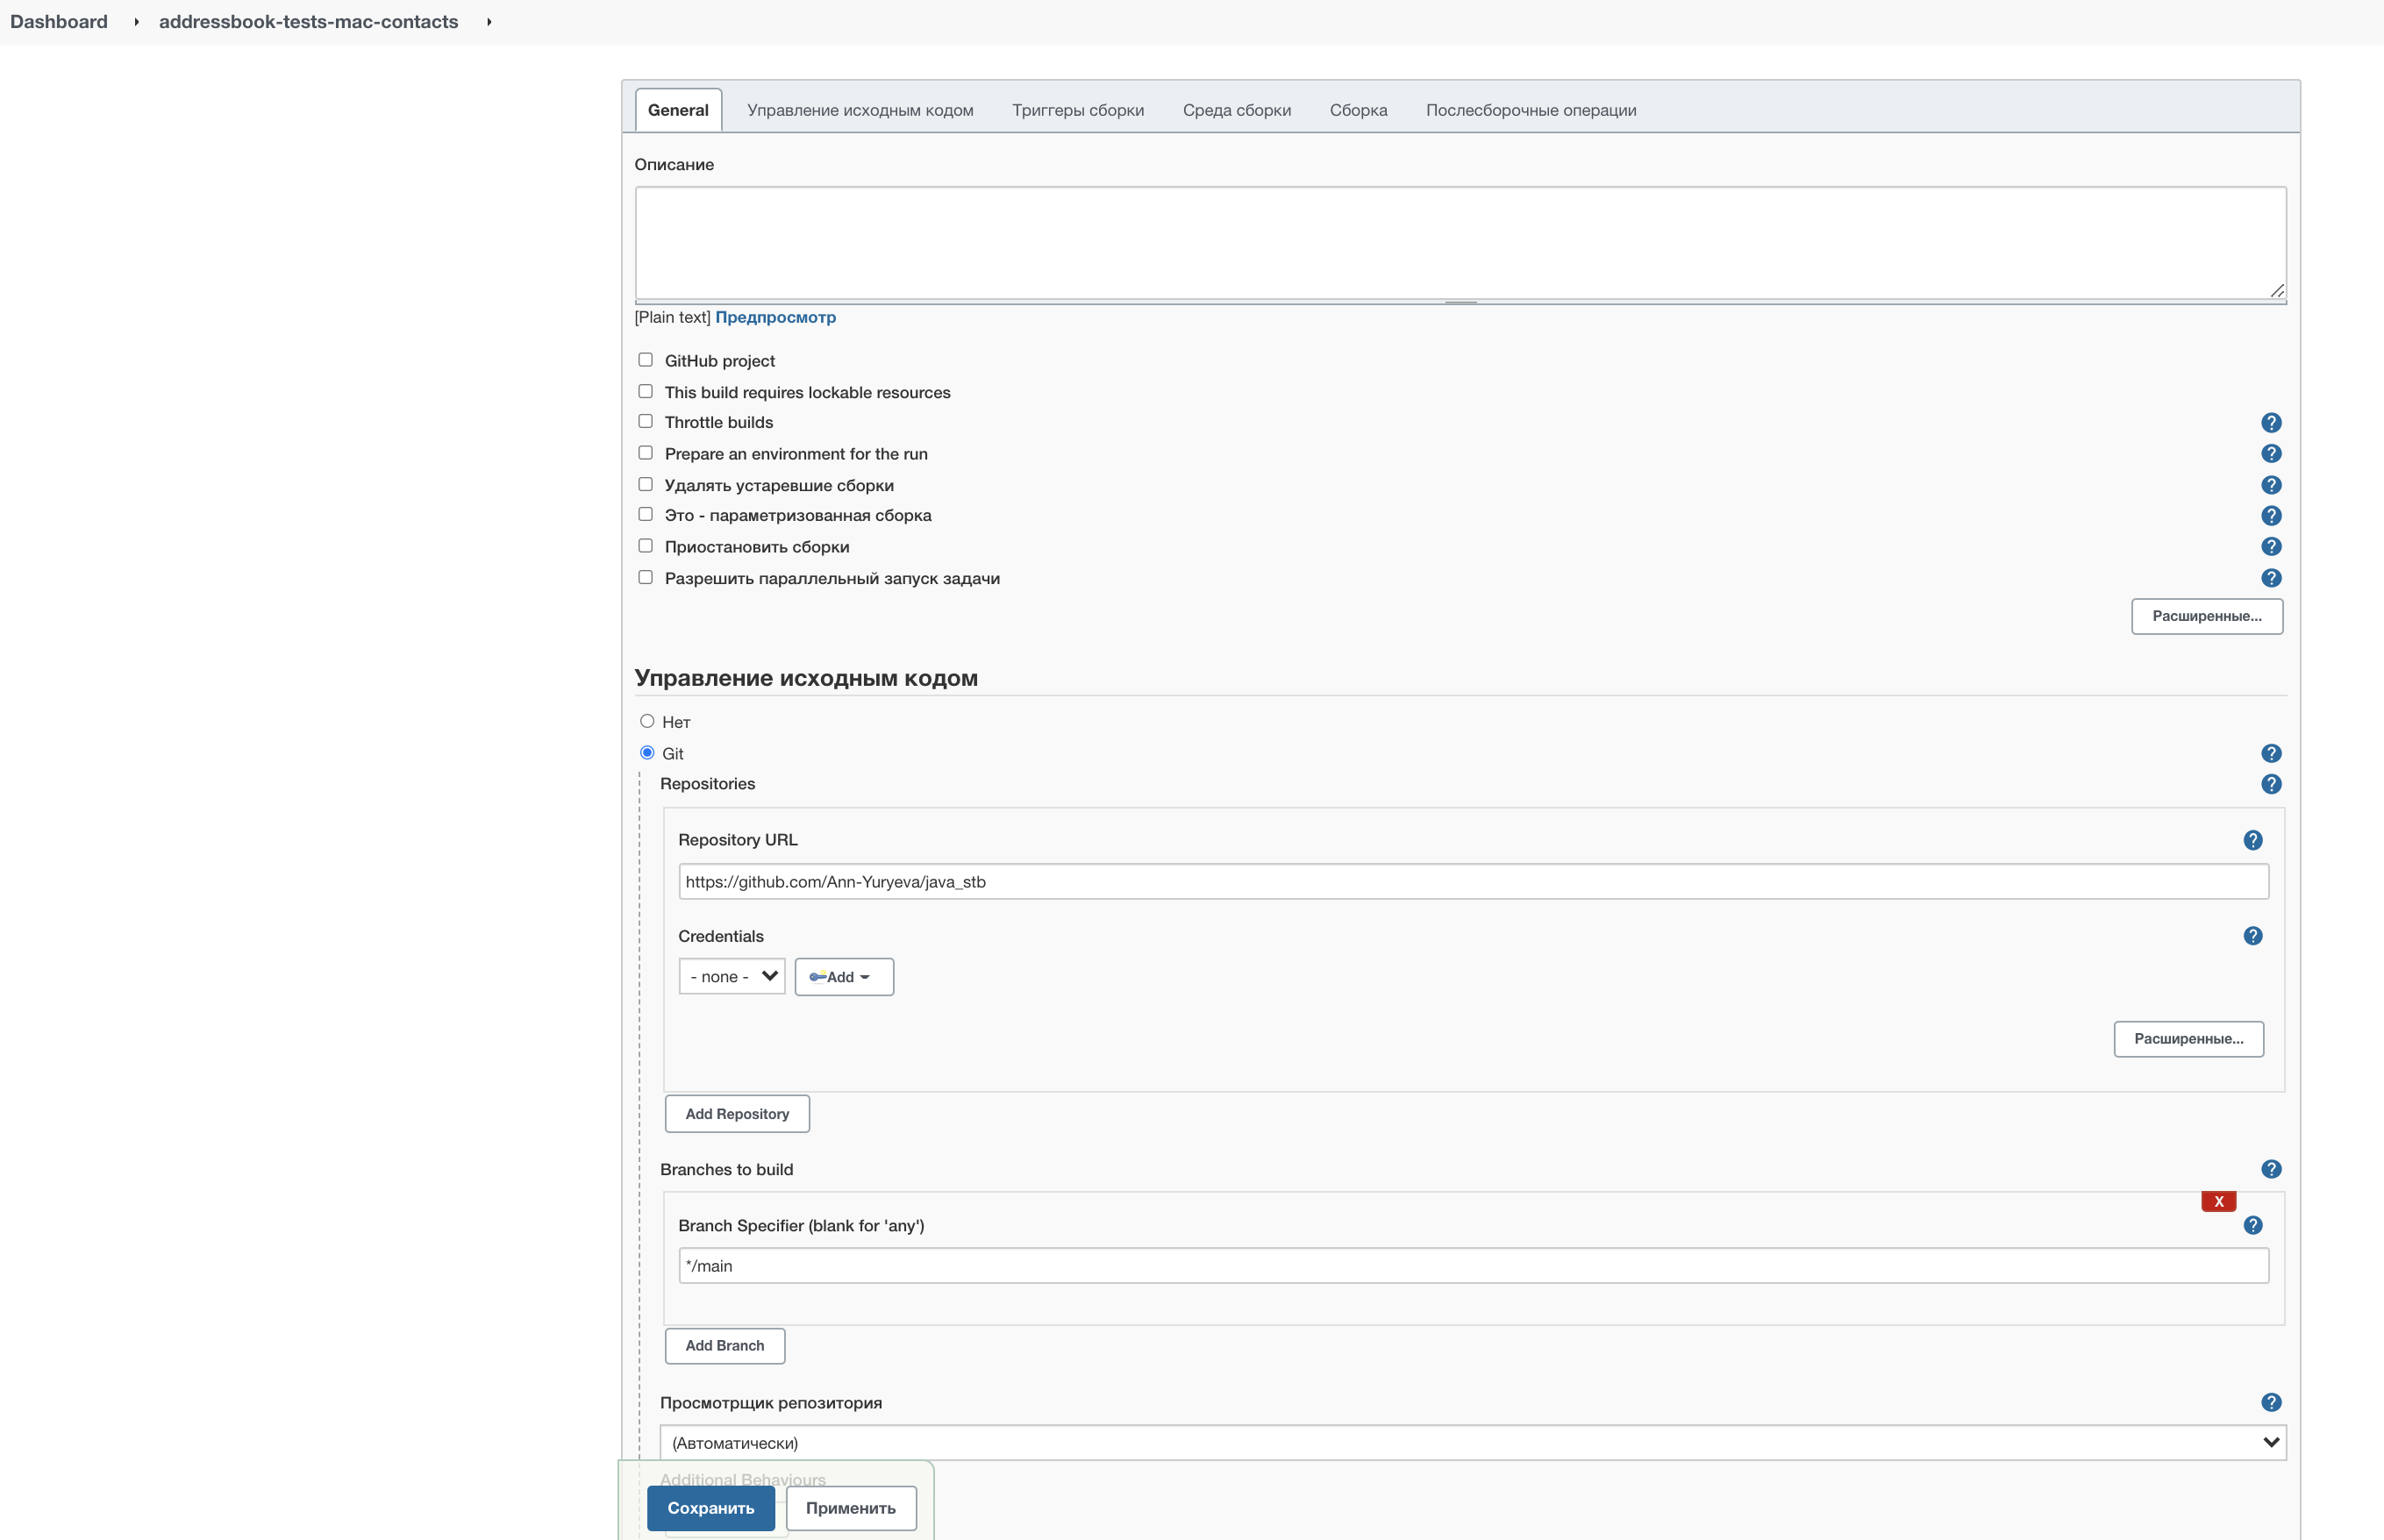 Dashboard addressbook-tests-mac-contacts
General Управление исходным кодом Триггеры сборки Среда сборки Сборка Послесборочные операции
Описание
[Plain text] Предпросмотр
GitHub project
This build requires lockable resources
Throttle builds ?
Prepare an environment for the run ?
Удалять устаревшие сборки ?
Это - параметризованная сборка ?
Приостановить сборки ?
Разрешить параллельный запуск задачи ?
Расширенные...
Управление исходным кодом
Нет
Git ?
Repositories ?
Repository URL ?
https://github.com/Ann-Yuryeva/java_stb
Credentials ?
- none - Add
Расширенные...
Add Repository
Branches to build ?
X
Branch Specifier (blank for 'any') ?
*/main
Add Branch
Просмотрщик репозитория ?
(Автоматически)
Additional Behaviours
Сохранить Применить